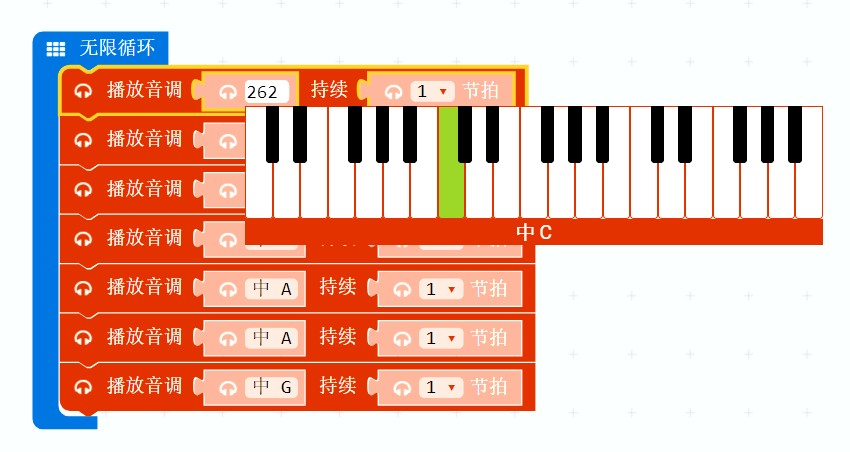 无限循环
播放音调 262 持续 1 节拍
播放音调
播放音调
播放音调
中 C
播放音调 中 A 持续 1 节拍
播放音调 中 A 持续 1 节拍
播放音调 中 G 持续 1 节拍